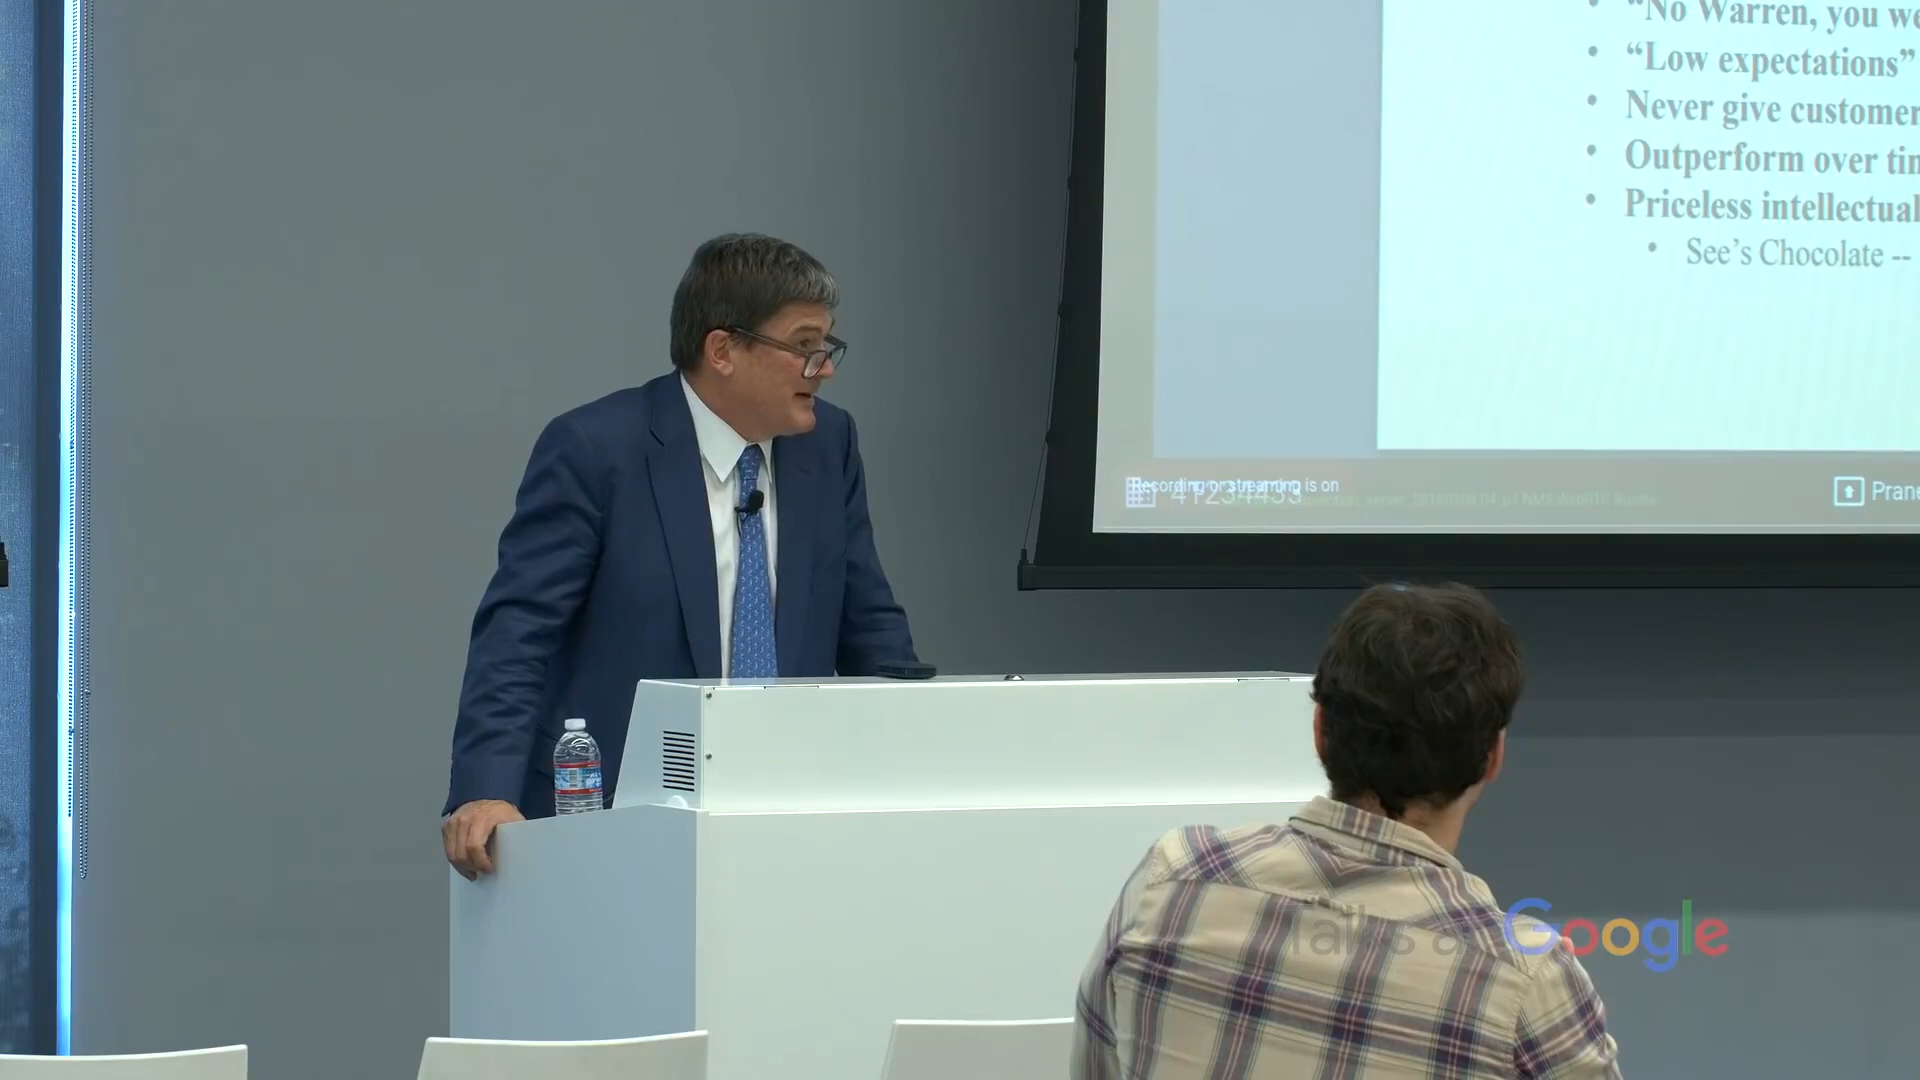 “No Warren, you we
“Low expectations”
Never give customer
Outperform over tin
Priceless intellectual
See’s Chocolate --
Recording or streaming is on
41234433
Prane
Talks at Google